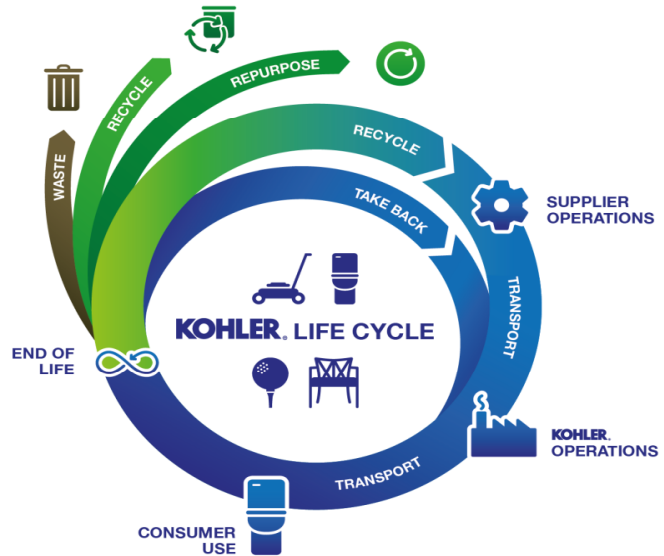 REPURPOSE
RECYCLE
WASTE
RECYCLE
TAKE BACK
SUPPLIER
OPERATIONS
TRANSPORT
KOHLER. LIFE CYCLE
END OF
LIFE
KOHLER.
OPERATIONS
TRANSPORT
CONSUMER
USE